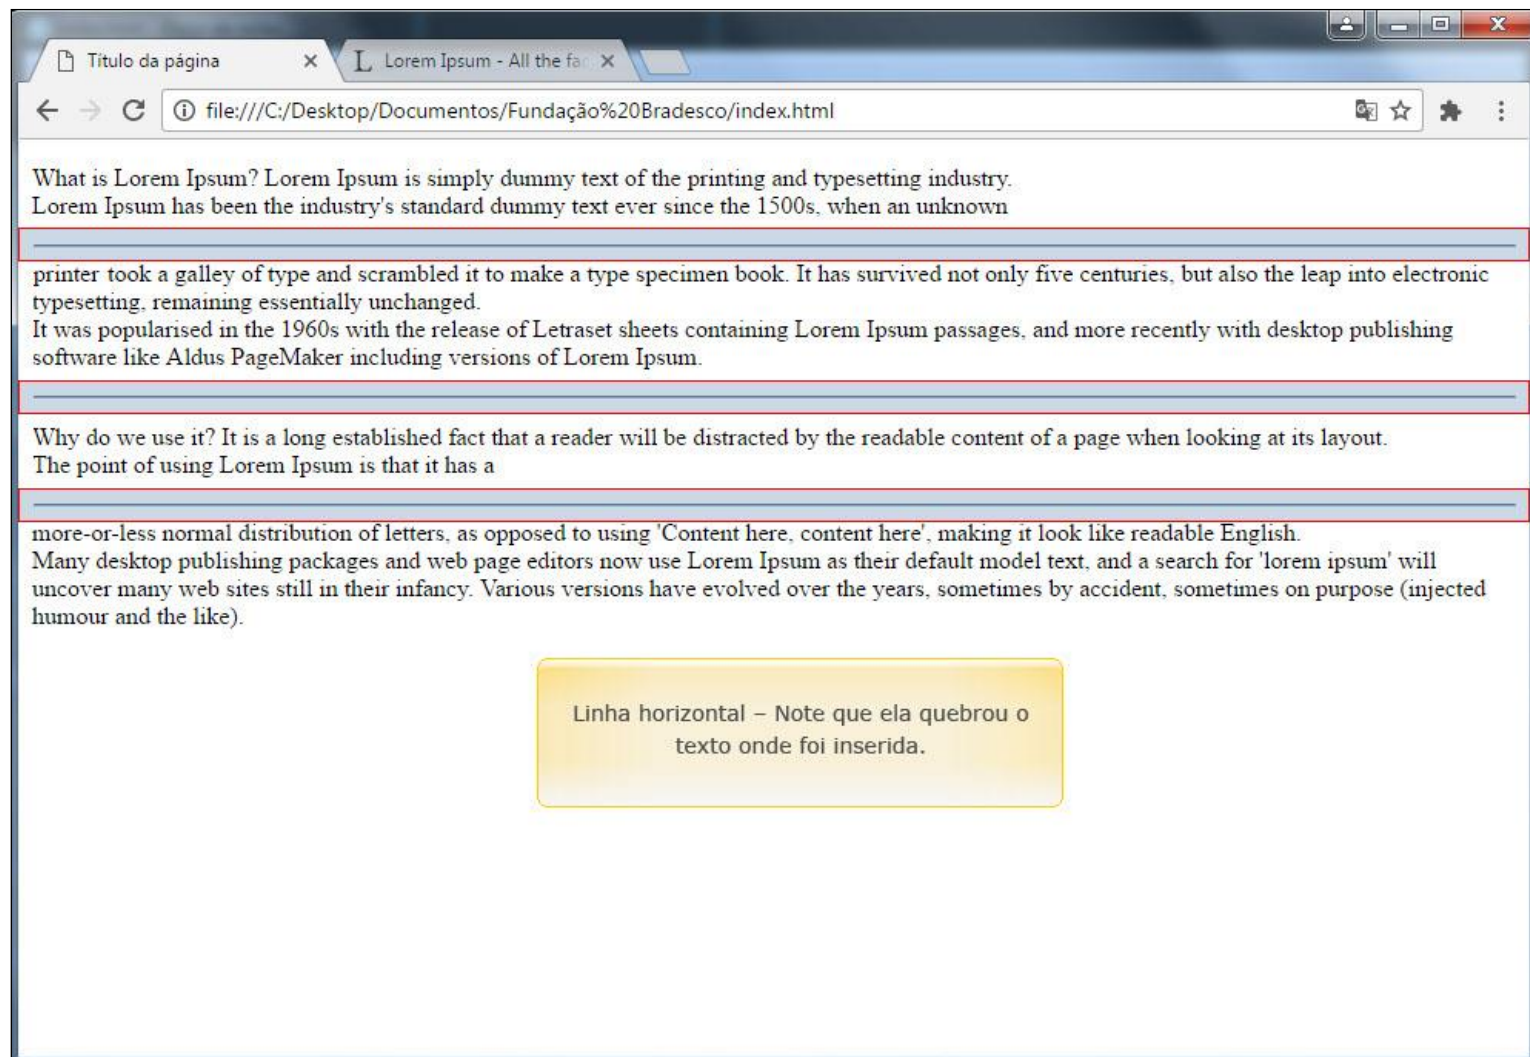 Título da página
Lorem Ipsum - All the fac
file:///C:/Desktop/Documentos/Fundação%20Bradesco/index.html
What is Lorem Ipsum? Lorem Ipsum is simply dummy text of the printing and typesetting industry.
Lorem Ipsum has been the industry's standard dummy text ever since the 1500s, when an unknown
printer took a galley of type and scrambled it to make a type specimen book. It has survived not only five centuries, but also the leap into electronic
typesetting, remaining essentially unchanged.
It was popularised in the 1960s with the release of Letraset sheets containing Lorem Ipsum passages, and more recently with desktop publishing
software like Aldus PageMaker including versions of Lorem Ipsum.
Why do we use it? It is a long established fact that a reader will be distracted by the readable content of a page when looking at its layout.
The point of using Lorem Ipsum is that it has a
more-or-less normal distribution of letters, as opposed to using 'Content here, content here', making it look like readable English.
Many desktop publishing packages and web page editors now use Lorem Ipsum as their default model text, and a search for 'lorem ipsum' will
uncover many web sites still in their infancy. Various versions have evolved over the years, sometimes by accident, sometimes on purpose (injected
humour and the like).
Linha horizontal – Note que ela quebrou o
texto onde foi inserida.